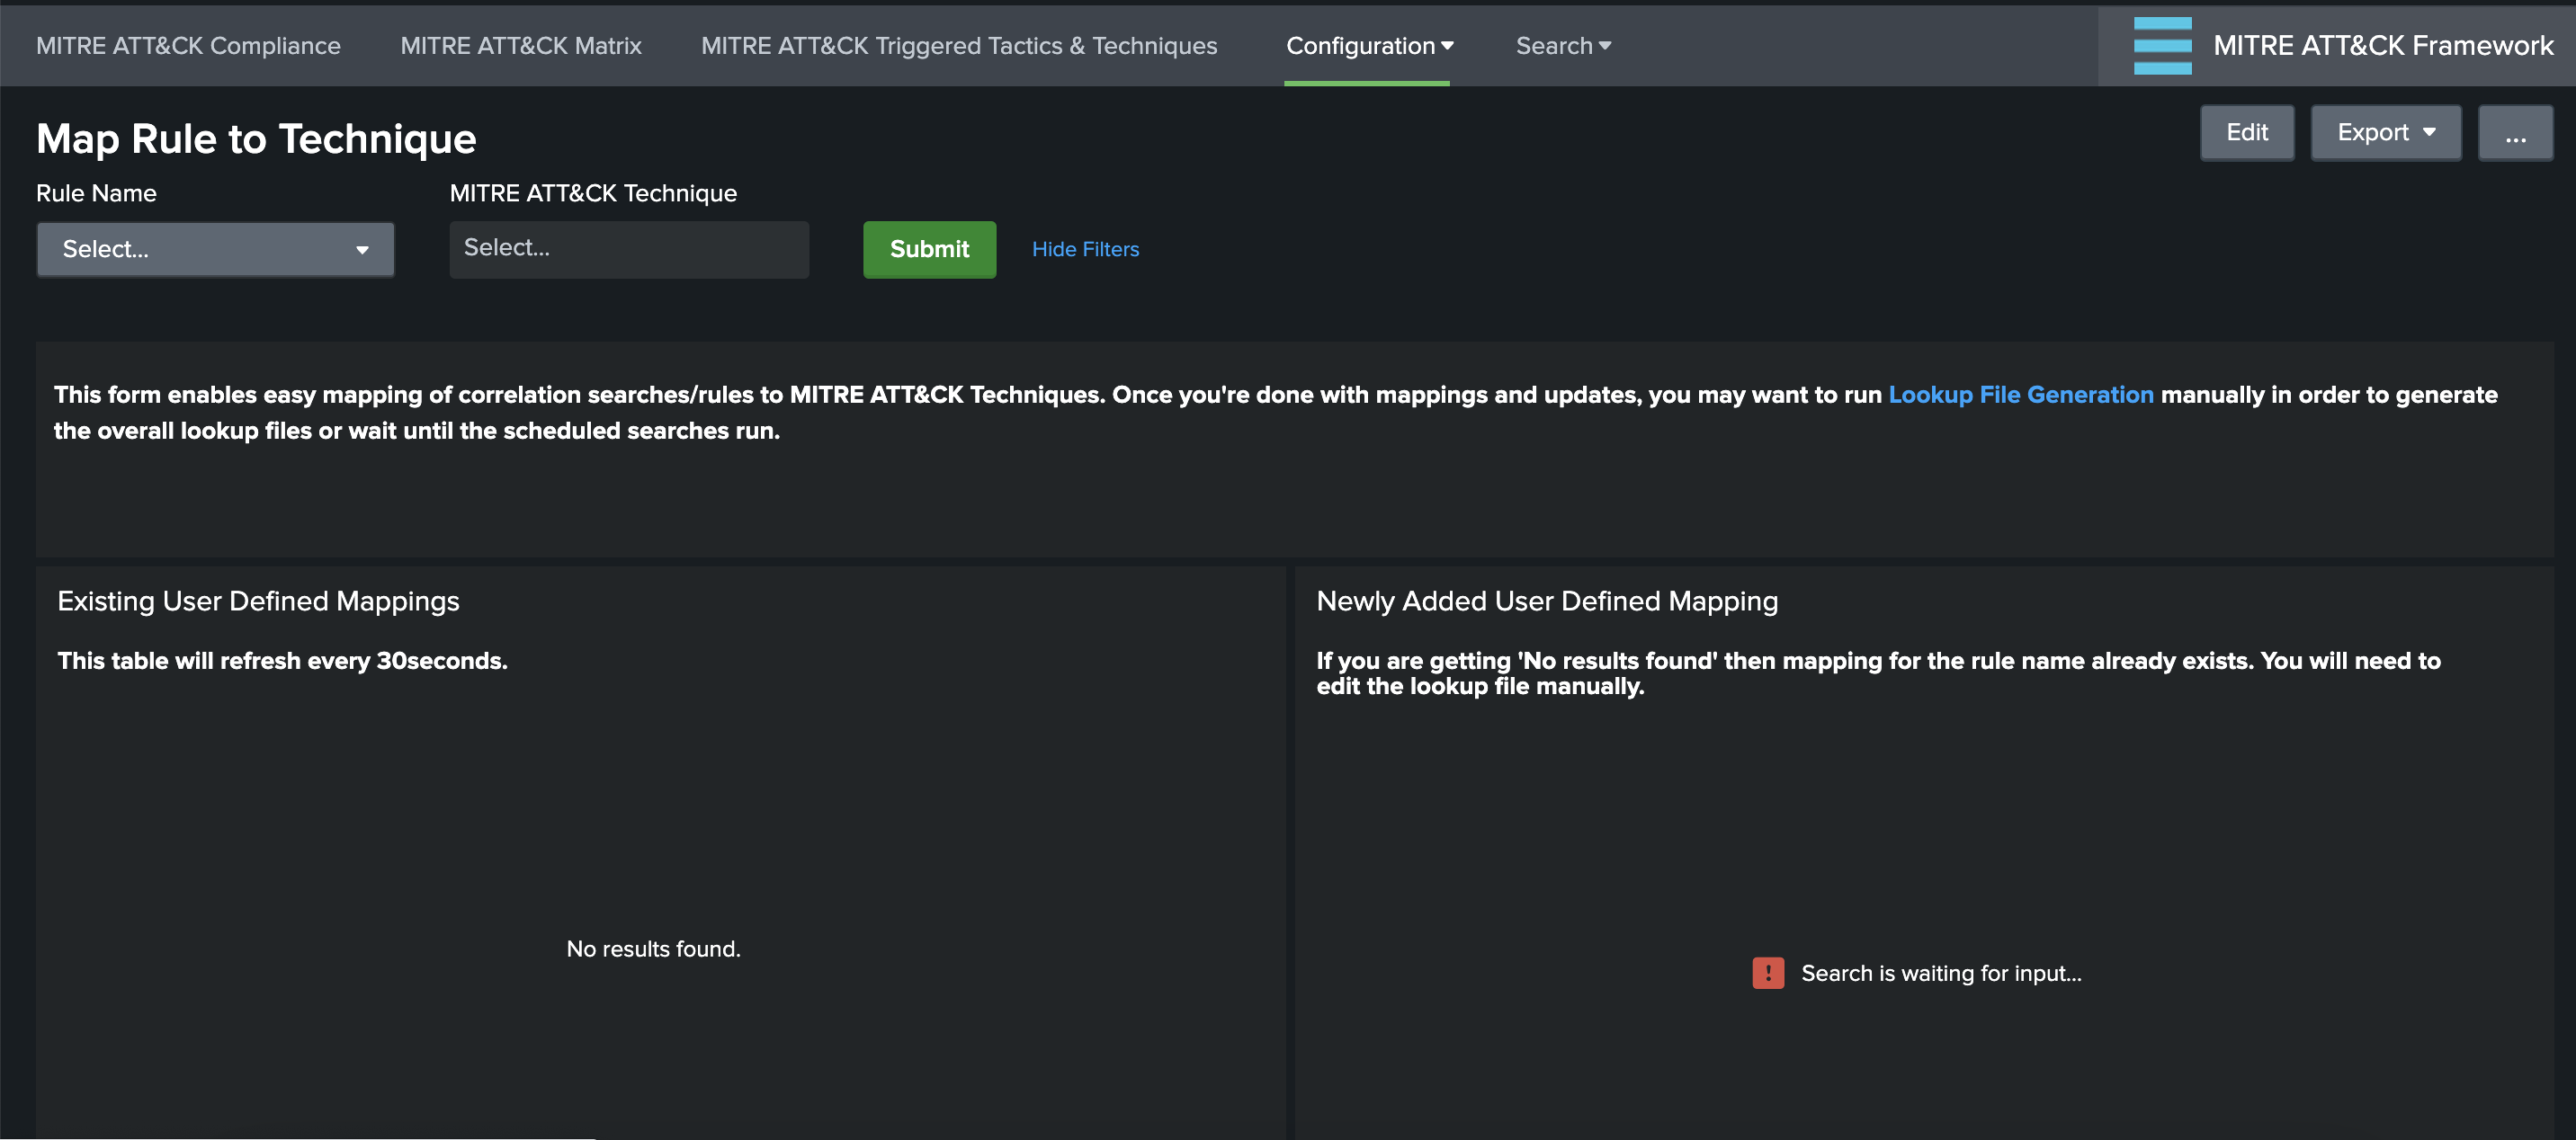 MITRE ATT&CK Compliance MITRE ATT&CK Matrix MITRE ATT&CK Triggered Tactics & Techniques Configuration Search MITRE ATT&CK Framework
Map Rule to Technique
Edit Export ...
Rule Name MITRE ATT&CK Technique
Select... Select... Submit Hide Filters
This form enables easy mapping of correlation searches/rules to MITRE ATT&CK Techniques. Once you're done with mappings and updates, you may want to run Lookup File Generation manually in order to generate
the overall lookup files or wait until the scheduled searches run.
Existing User Defined Mappings
This table will refresh every 30seconds.
No results found.
Newly Added User Defined Mapping
If you are getting 'No results found' then mapping for the rule name already exists. You will need to
edit the lookup file manually.
! Search is waiting for input...